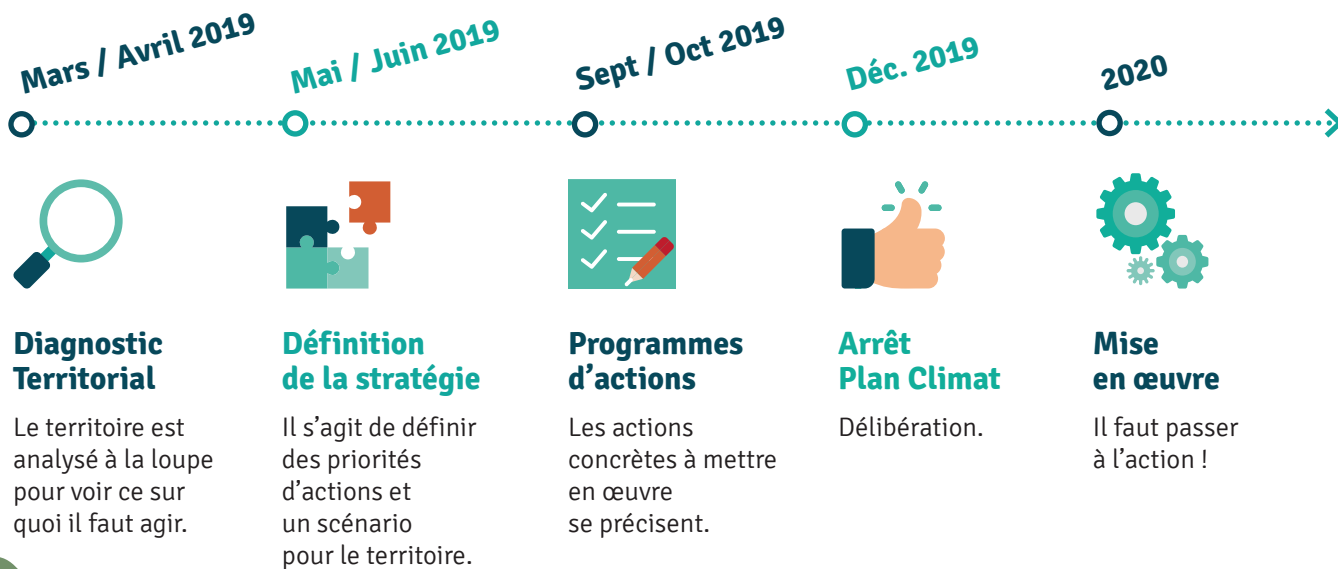 Mars / Avril 2019
Mai / Juin 2019
Sept / Oct 2019
Déc. 2019
2020
Diagnostic
Territorial
Le territoire est
analysé à la loupe
pour voir ce sur
quoi il faut agir.
Définition
de la stratégie
Il s’agit de définir
des priorités
d’actions et
un scénario
pour le territoire.
Programmes
d’actions
Les actions
concrètes à mettre
en œuvre
se précisent.
Arrêt
Plan Climat
Délibération.
Mise
en œuvre
Il faut passer
à l’action !